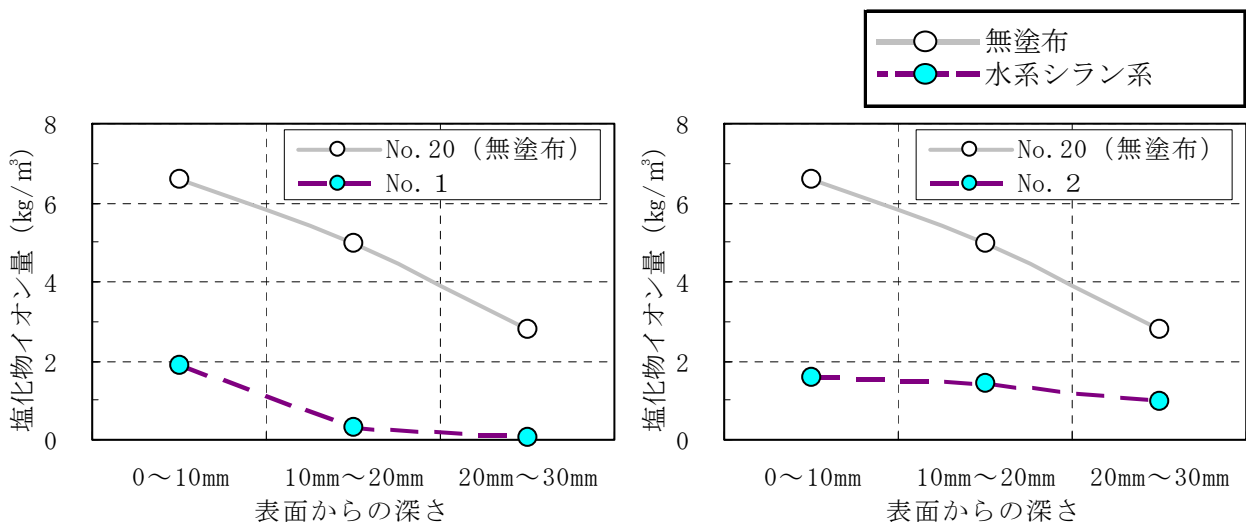 無塗布
水系シラン系
塩化物イオン量 (kg/m³)
8
6
4
2
0
No.20 (無塗布)
No.１
0～10mm
10mm～20mm
20mm～30mm
表面からの深さ
塩化物イオン量 (kg/m³)
8
6
4
2
0
No.20 (無塗布)
No.２
0～10mm
10mm～20mm
20mm～30mm
表面からの深さ